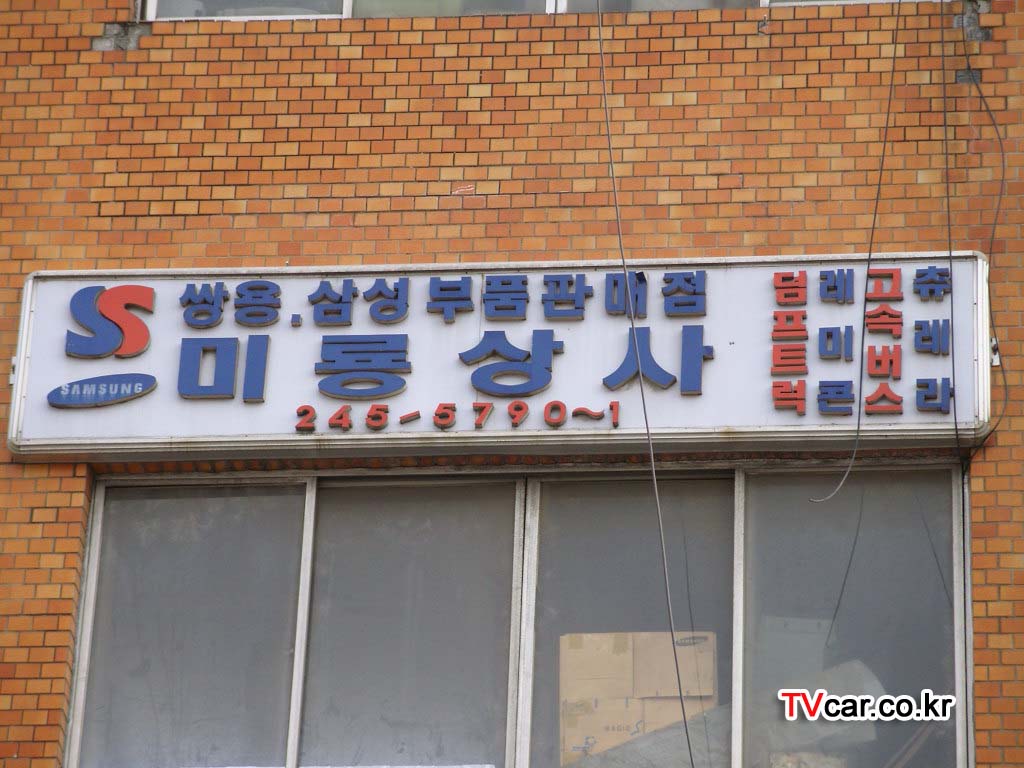 SS
SAMSUNG
쌍용.삼성부품판매점
미룡상사
245-5790~1
덤프트럭
레미콘
고속버스
츄레라
TVcar.co.kr